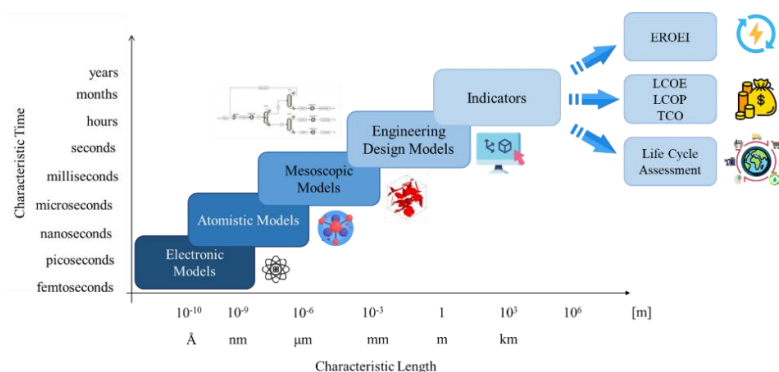 EROEI
years
months
hours
seconds
milliseconds
microseconds
nanoseconds
picoseconds
femtoseconds
Characteristic Time
Indicators
LCOE
LCOP
TCO
Engineering
Design Models
Life Cycle
Assessment
Mesoscopic
Models
Atomistic Models
Electronic
Models
10⁻¹⁰ 10⁻⁹ 10⁻⁶ 10⁻³ 1 10³ 10⁶ [m]
Å nm μm mm m km
Characteristic Length